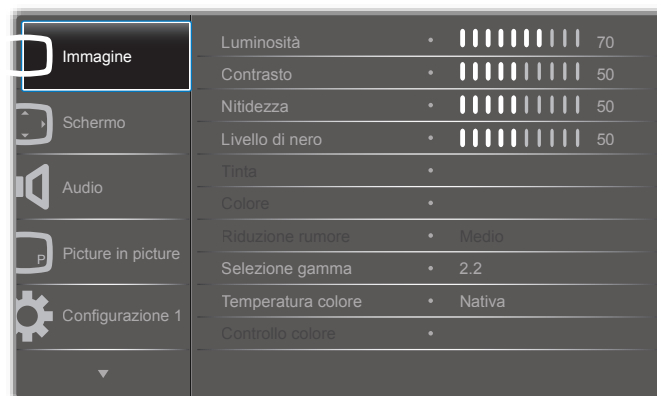 Immagine
Schermo
Audio
P
Picture in picture
Configurazione 1
Luminosità • 70
Contrasto • 50
Nitidezza • 50
Livello di nero • 50
Tinta •
Colore •
Riduzione rumore • Medio
Selezione gamma • 2.2
Temperatura colore • Nativa
Controllo colore •